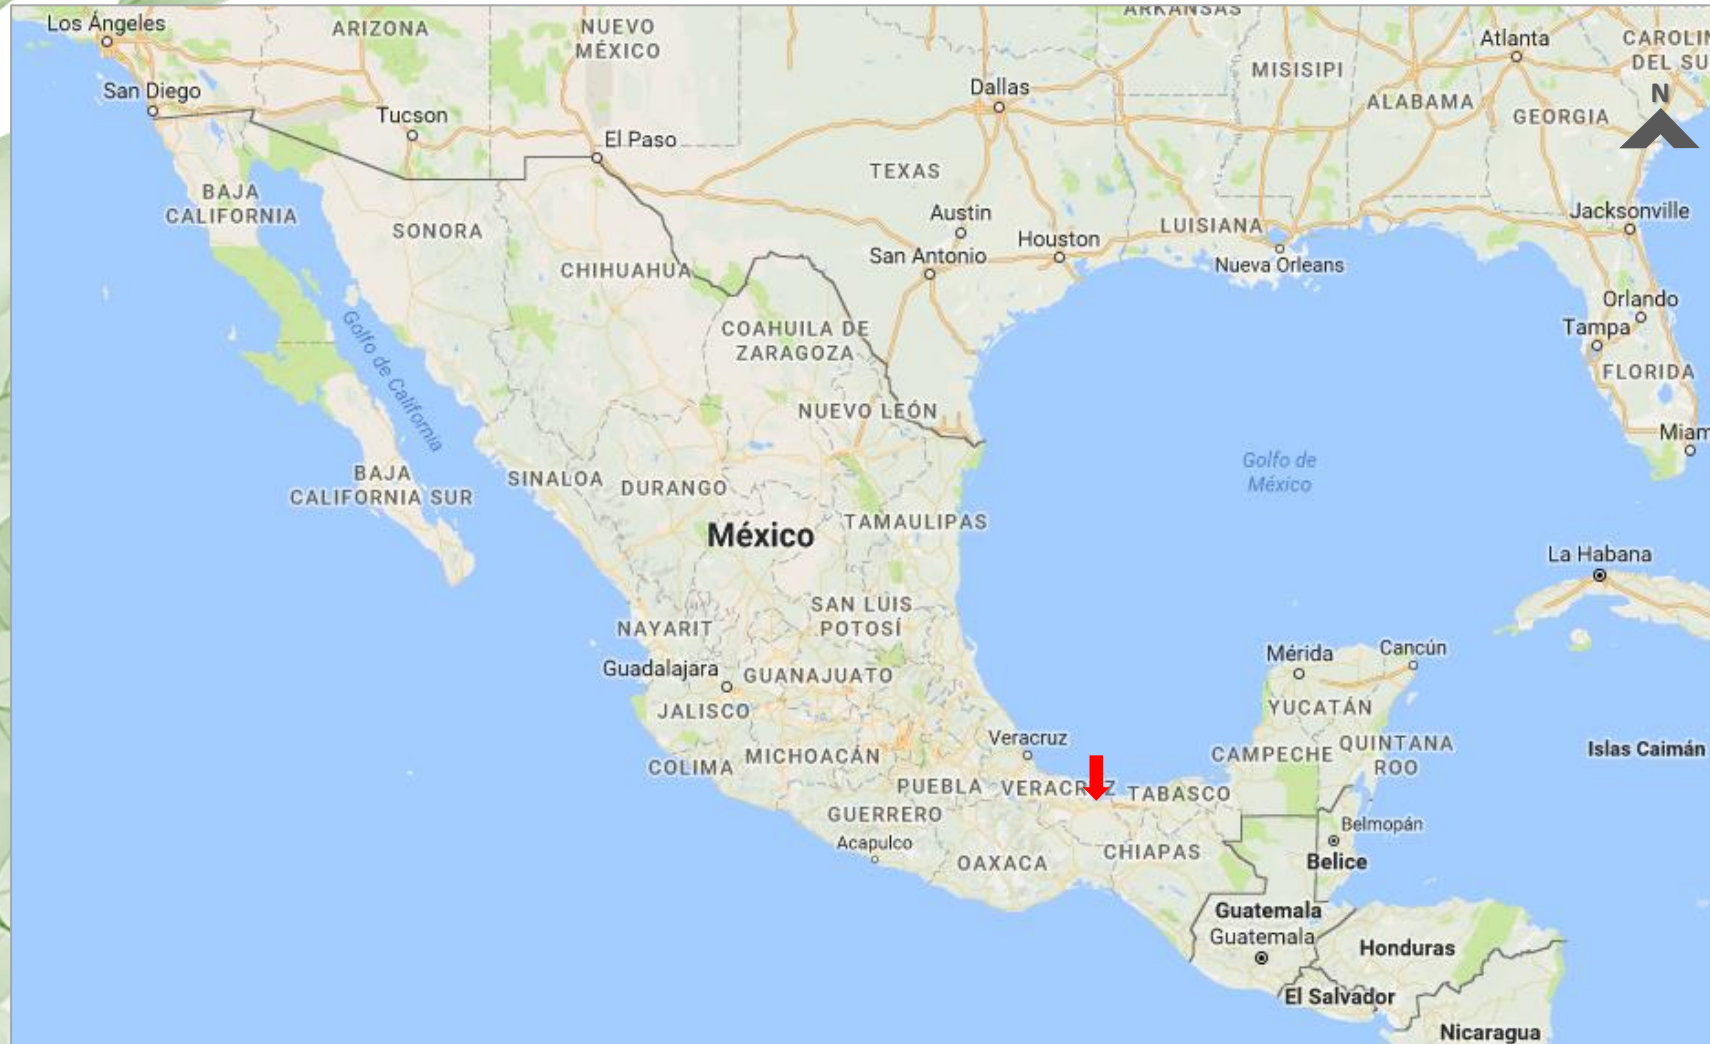 Los Ángeles
ARIZONA
NUEVO
MÉXICO
ARKANSAS
Atlanta
CAROLIN
DEL SU
San Diego
Dallas
MISISIPI
ALABAMA
N
Tucson
GEORGIA
El Paso
TEXAS
BAJA
CALIFORNIA
SONORA
Austin
LUISIANA
Jacksonville
San Antonio
Houston
Nueva Orleans
CHIHUAHUA
Orlando
Tampa
COAHUILA DE
ZARAGOZA
Golfo de California
FLORIDA
NUEVO LEÓN
Miam
Golfo de
México
BAJA
CALIFORNIA SUR
SINALOA
DURANGO
TAMAULIPAS
México
La Habana
SAN LUIS
POTOSÍ
NAYARIT
Mérida
Cancún
Guadalajara
GUANAJUATO
YUCATÁN
JALISCO
Veracruz
CAMPECHE
QUINTANA
ROO
Islas Caimán
COLIMA
MICHOACÁN
PUEBLA
VERACRUZ
TABASCO
GUERRERO
Belmopán
Acapulco
OAXACA
CHIAPAS
Belice
Guatemala
Guatemala
Honduras
El Salvador
Nicaragua